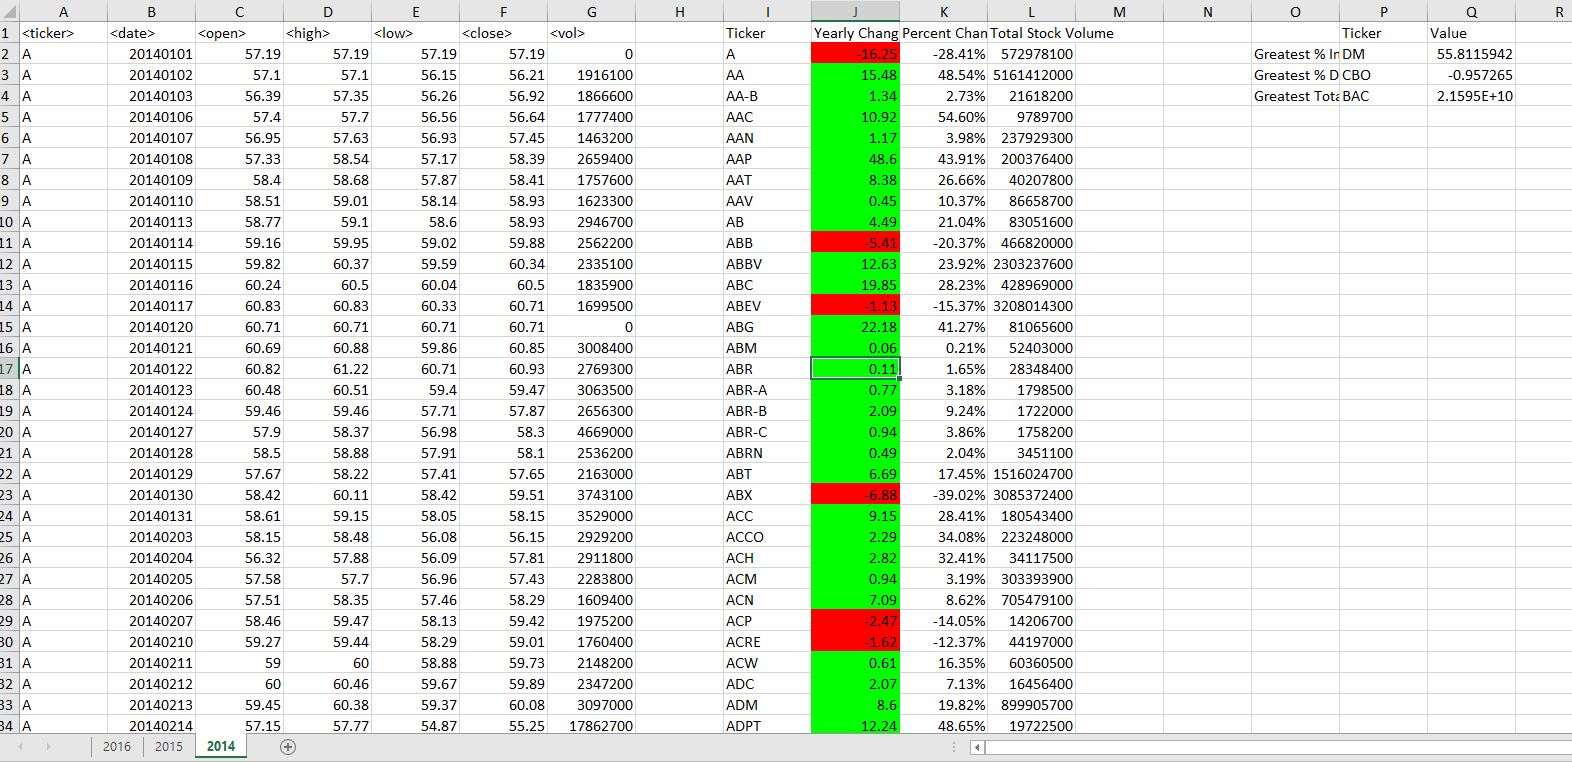 A B C D E F G H I J K L M N O P Q R
1 <ticker> <date> <open> <high> <low> <close> <vol> Ticker Yearly Chang Percent Chan Total Stock Volume Ticker Value
2 A 20140101 57.19 57.19 57.19 57.19 0 A -16.25 -28.41% 572978100 Greatest % In DM 55.8115942
3 A 20140102 57.1 57.1 56.15 56.21 1916100 AA 15.48 48.54% 5161412000 Greatest % D CBO -0.957265
4 A 20140103 56.39 57.35 56.26 56.92 1866600 AA-B 1.34 2.73% 21618200 Greatest Tota BAC 2.1595E+10
5 A 20140106 57.4 57.7 56.56 56.64 1777400 AAC 10.92 54.60% 9789700
6 A 20140107 56.95 57.63 56.93 57.45 1463200 AAN 1.17 3.98% 237929300
7 A 20140108 57.33 58.54 57.17 58.39 2659400 AAP 48.6 43.91% 200376400
8 A 20140109 58.4 58.68 57.87 58.41 1757600 AAT 8.38 26.66% 40207800
9 A 20140110 58.51 59.01 58.14 58.93 1623300 AAV 0.45 10.37% 86658700
10 A 20140113 58.77 59.1 58.6 58.93 2946700 AB 4.49 21.04% 83051600
11 A 20140114 59.16 59.95 59.02 59.88 2562200 ABB -5.41 -20.37% 466820000
12 A 20140115 59.82 60.37 59.59 60.34 2335100 ABBV 12.63 23.92% 2303237600
13 A 20140116 60.24 60.5 60.04 60.5 1835900 ABC 19.85 28.23% 428969000
14 A 20140117 60.83 60.83 60.33 60.71 1699500 ABEV -1.13 -15.37% 3208014300
15 A 20140120 60.71 60.71 60.71 60.71 0 ABG 22.18 41.27% 81065600
16 A 20140121 60.69 60.88 59.86 60.85 3008400 ABM 0.06 0.21% 52403000
17 A 20140122 60.82 61.22 60.71 60.93 2769300 ABR 0.11 1.65% 28348400
18 A 20140123 60.48 60.51 59.4 59.47 3063500 ABR-A 0.77 3.18% 1798500
19 A 20140124 59.46 59.46 57.71 57.87 2656300 ABR-B 2.09 9.24% 1722000
20 A 20140127 57.9 58.37 56.98 58.3 4669000 ABR-C 0.94 3.86% 1758200
21 A 20140128 58.5 58.88 57.91 58.1 2536200 ABRN 0.49 2.04% 3451100
22 A 20140129 57.67 58.22 57.41 57.65 2163000 ABT 6.69 17.45% 1516024700
23 A 20140130 58.42 60.11 58.42 59.51 3743100 ABX -6.88 -39.02% 3085372400
24 A 20140131 58.61 59.15 58.05 58.15 3529000 ACC 9.15 28.41% 180543400
25 A 20140203 58.15 58.48 56.08 56.15 2929200 ACCO 2.29 34.08% 223248000
26 A 20140204 56.32 57.88 56.09 57.81 2911800 ACH 2.82 32.41% 34117500
27 A 20140205 57.58 57.7 56.96 57.43 2283800 ACM 0.94 3.19% 303393900
28 A 20140206 57.51 58.35 57.46 58.29 1609400 ACN 7.09 8.62% 705479100
29 A 20140207 58.46 59.47 58.13 59.42 1975200 ACP -2.47 -14.05% 14206700
30 A 20140210 59.27 59.44 58.29 59.01 1760400 ACRE -1.62 -12.37% 44197000
31 A 20140211 59 60 58.88 59.73 2148200 ACW 0.61 16.35% 60360500
32 A 20140212 60 60.46 59.67 59.89 2347200 ADC 2.07 7.13% 16456400
33 A 20140213 59.45 60.38 59.37 60.08 3097000 ADM 8.6 19.82% 899905700
34 A 20140214 57.15 57.77 54.87 55.25 17862700 ADPT 12.24 48.65% 19722500
2016 2015 2014